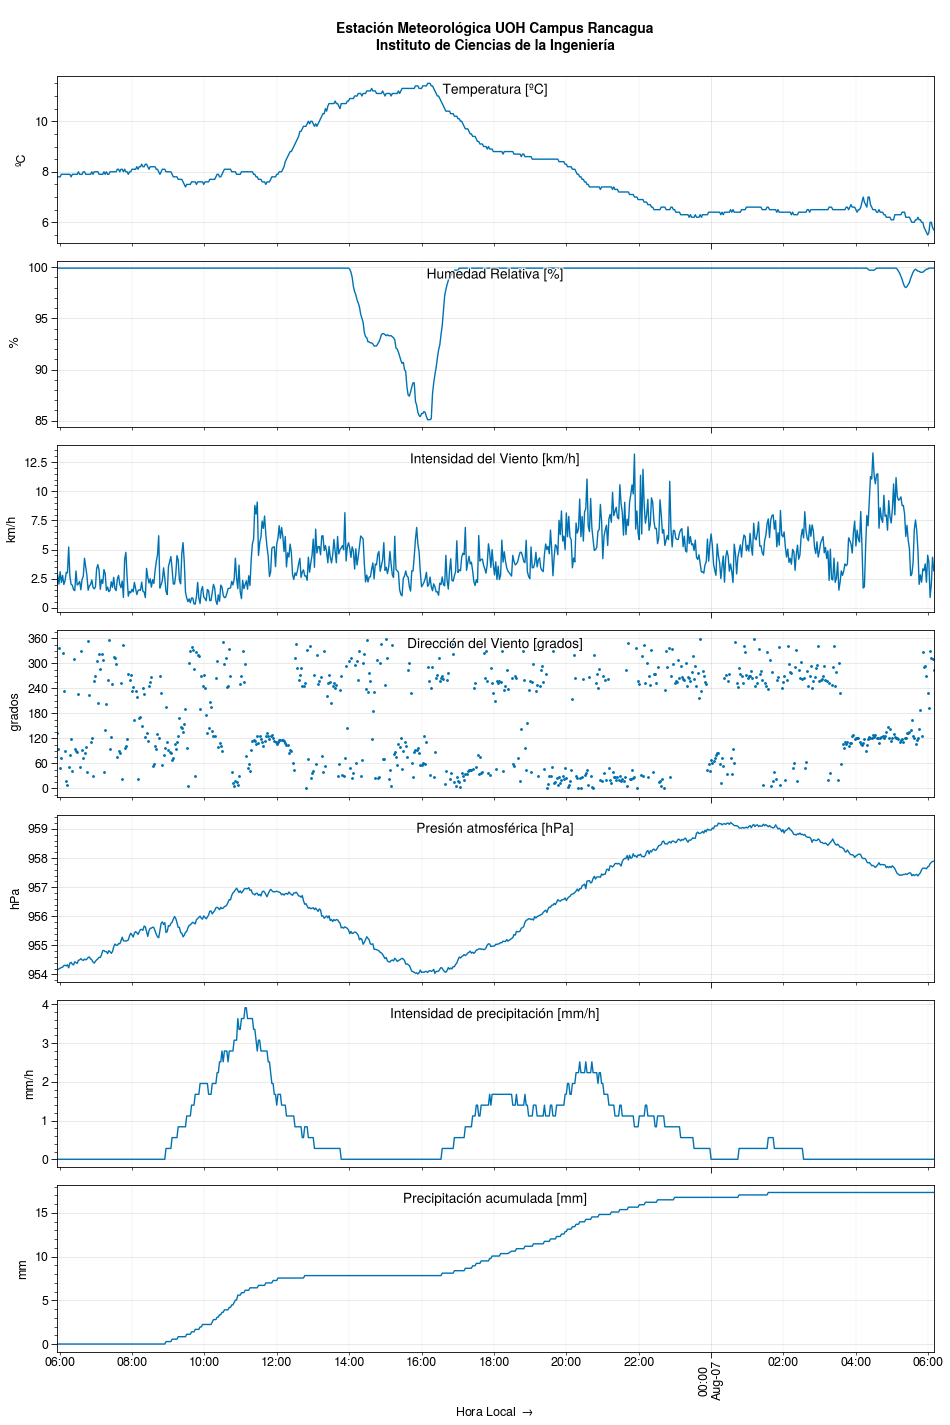 Estación Meteorológica UOH Campus Rancagua
Instituto de Ciencias de la Ingeniería
Temperatura [ºC]
ºC
10
8
6
Humedad Relativa [%]
%
100
95
90
85
Intensidad del Viento [km/h]
km/h
12.5
10
7.5
5
2.5
0
Dirección del Viento [grados]
grados
360
300
240
180
120
60
0
Presión atmosférica [hPa]
hPa
959
958
957
956
955
954
Intensidad de precipitación [mm/h]
mm/h
4
3
2
1
0
Precipitación acumulada [mm]
mm
15
10
5
0
06:00 08:00 10:00 12:00 14:00 16:00 18:00 20:00 22:00 00:00 02:00 04:00 06:00
Aug-07
Hora Local →